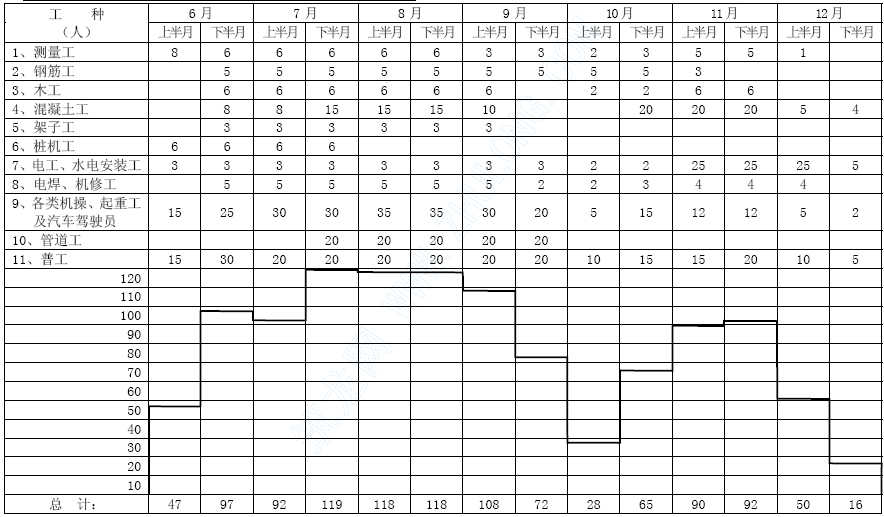 工 种 6 月 7 月 8 月 9 月 10月 11月 12月
（人） 上半月 下半月 上半月 下半月 上半月 下半月 上半月 下半月 上半月 下半月 上半月 下半月 上半月 下半月
1、测量工 8 6 6 6 6 6 3 3 2 3 5 5 1
2、钢筋工 5 5 5 5 5 5 5 5 5 3
3、木工 6 6 6 6 6 6 2 2 6 6
4、混凝土工 8 8 15 15 15 10 20 20 20 5 4
5、架子工 3 3 3 3 3 3
6、桩机工 6 6 6 6
7、电工、水电安装工 3 3 3 3 3 3 3 3 2 2 25 25 25 5
8、电焊、机修工 5 5 5 5 5 5 2 2 3 4 4 4
9、各类机操、起重工
及汽车驾驶员 15 25 30 30 35 35 30 20 5 15 12 12 5 2
10、管道工 20 20 20 20 20
11、普工 15 30 20 20 20 20 20 20 10 15 15 20 10 5
120
110
100
90
80
70
60
50
40
30
20
10
总 计: 47 97 92 119 118 118 108 72 28 65 90 92 50 16